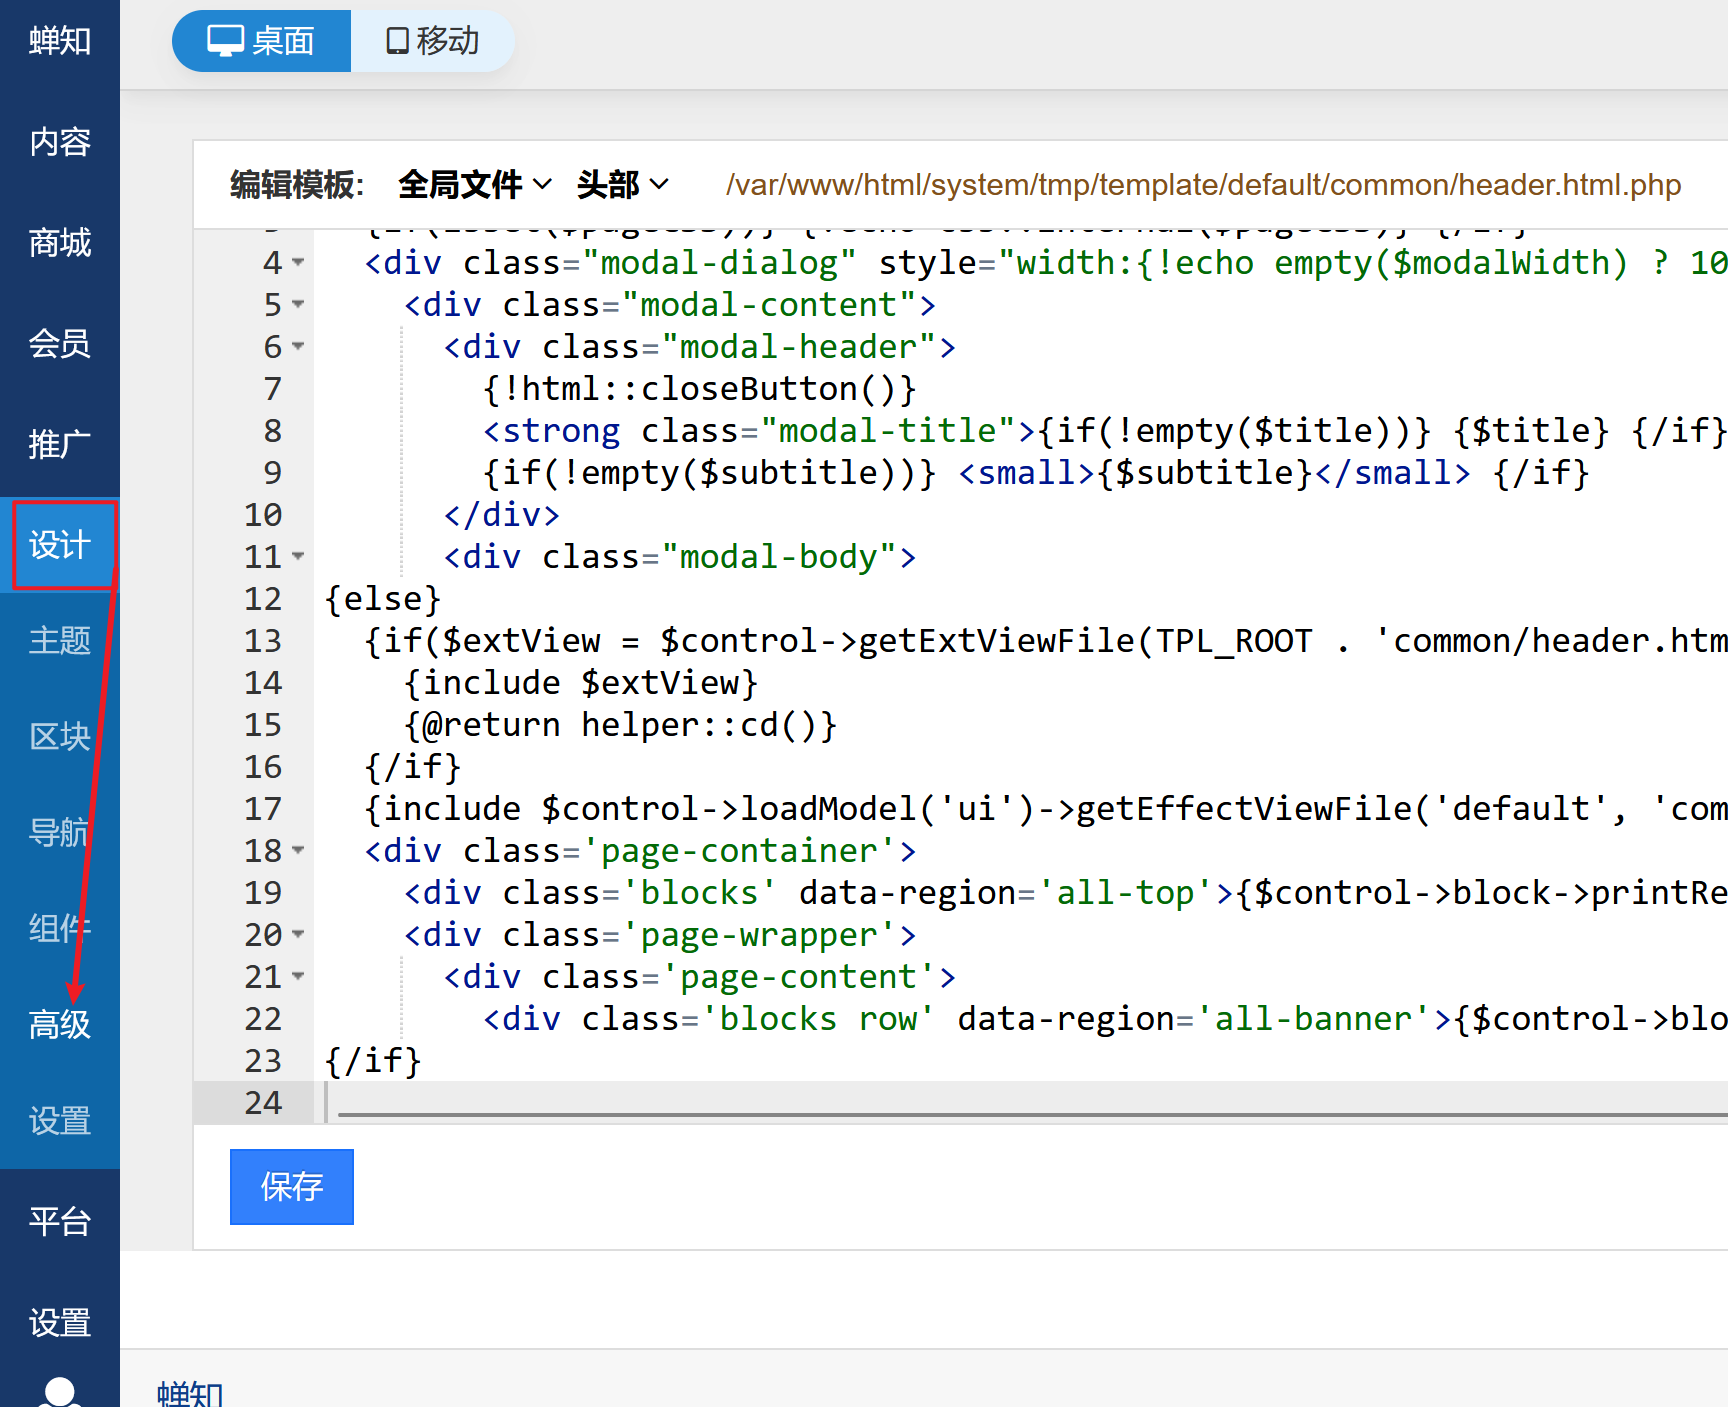 蝉知
内容
商城
会员
推广
设计
主题
区块
导航
组件
高级
设置
平台
设置
桌面
移动
编辑模板: 全局文件 头部 /var/www/html/system/tmp/template/default/common/header.html.php
4 <div class="modal-dialog" style="width:{!echo empty($modalWidth) ? 10
5 <div class="modal-content">
6 <div class="modal-header">
7 {!html::closeButton()}
8 <strong class="modal-title">{if(!empty($title))} {$title} {/if}
9 {if(!empty($subtitle))} <small>{$subtitle}</small> {/if}
10 </div>
11 <div class="modal-body">
12 {else}
13 {if($extView = $control->getExtViewFile(TPL_ROOT . 'common/header.htm
14 {include $extView}
15 {@return helper::cd()}
16 {/if}
17 {include $control->loadModel('ui')->getEffectViewFile('default', 'com
18 <div class='page-container'>
19 <div class='blocks' data-region='all-top'>{$control->block->printRe
20 <div class='page-wrapper'>
21 <div class='page-content'>
22 <div class='blocks row' data-region='all-banner'>{$control->blo
23 {/if}
24
保存
蝉知